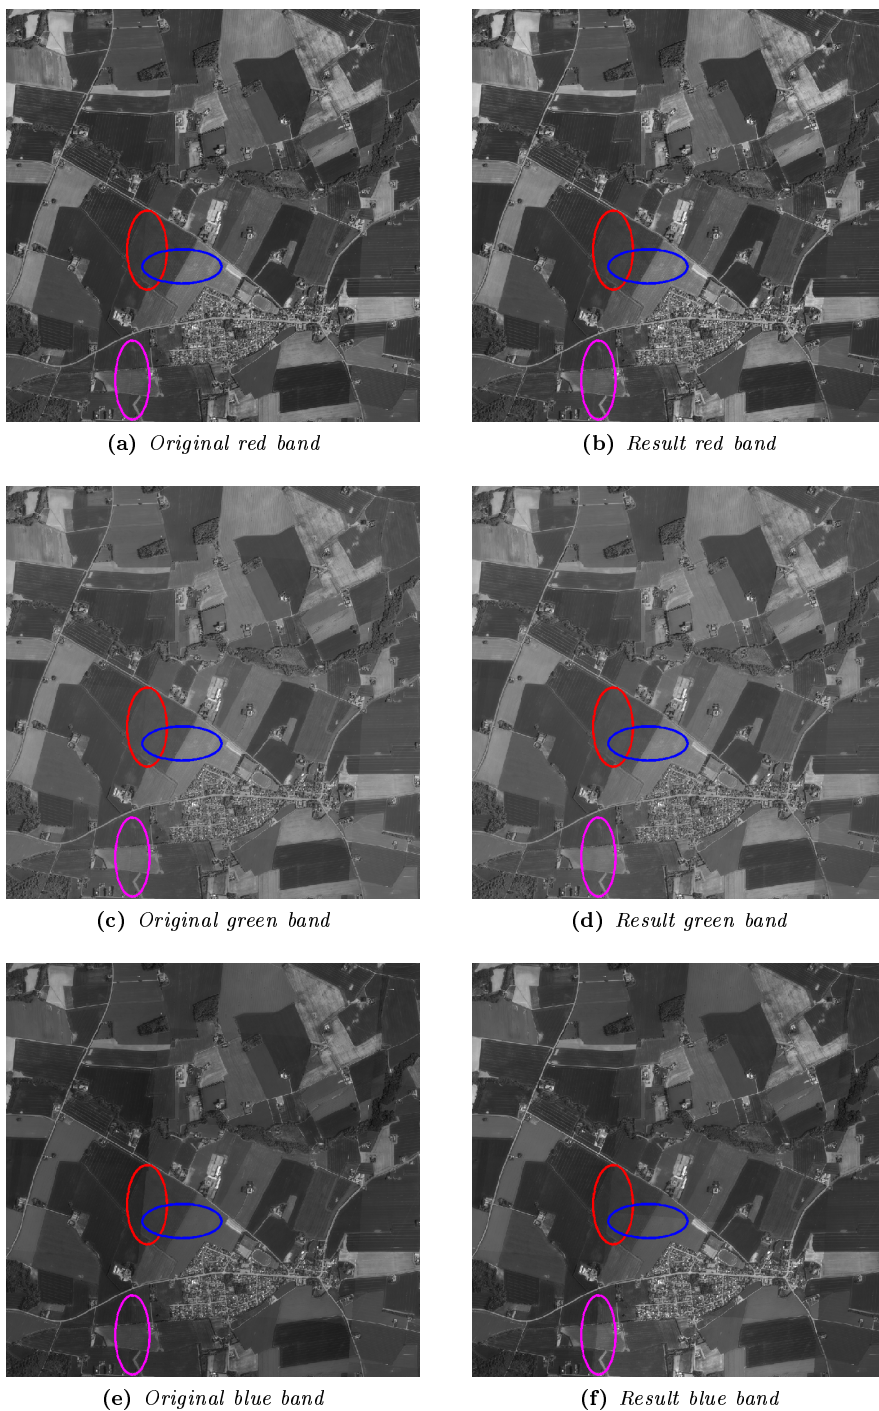 (a) Original red band
(b) Result red band
(c) Original green band
(d) Result green band
(e) Original blue band
(f) Result blue band